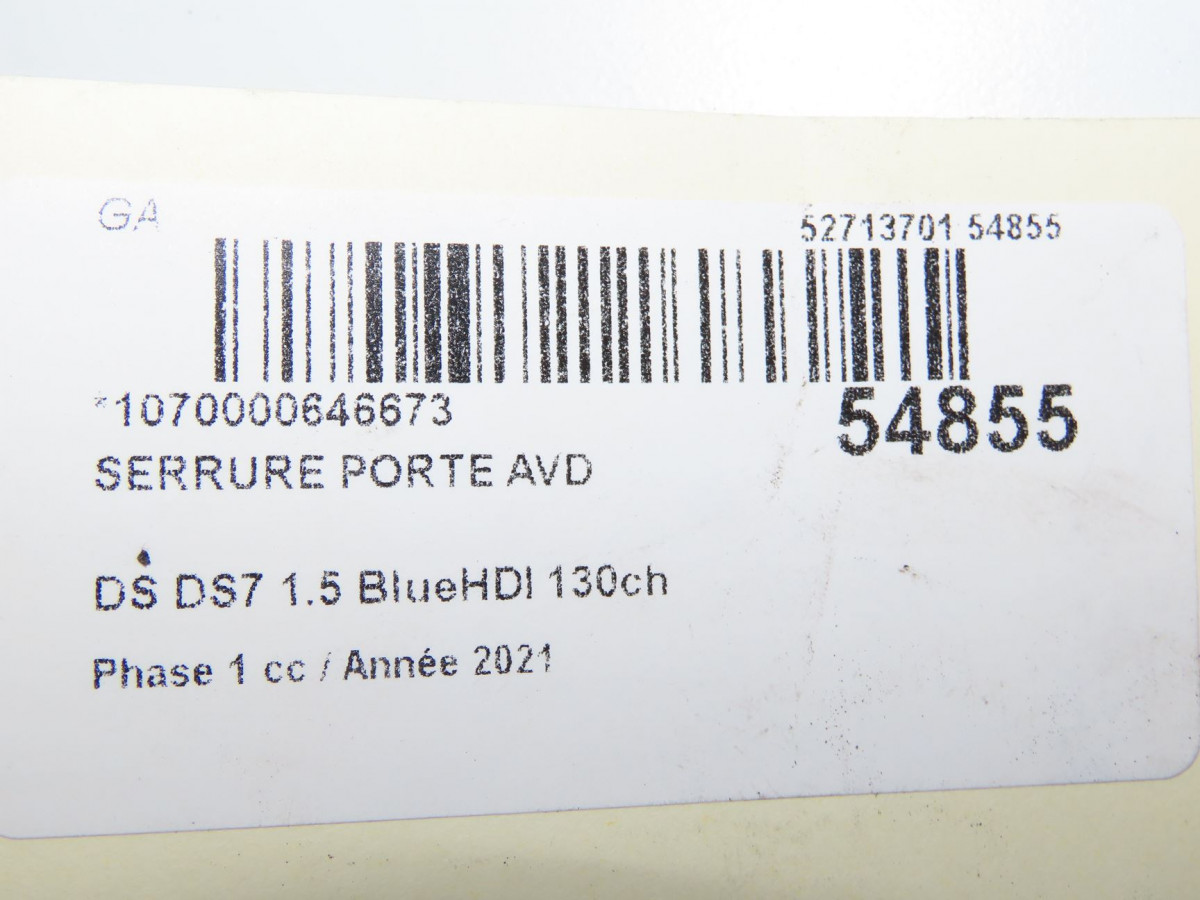 GA
52713701 54855
*1070000646673
54855
SERRURE PORTE AVD
DS DS7 1.5 BlueHDI 130ch
Phase 1 cc / Année 2021